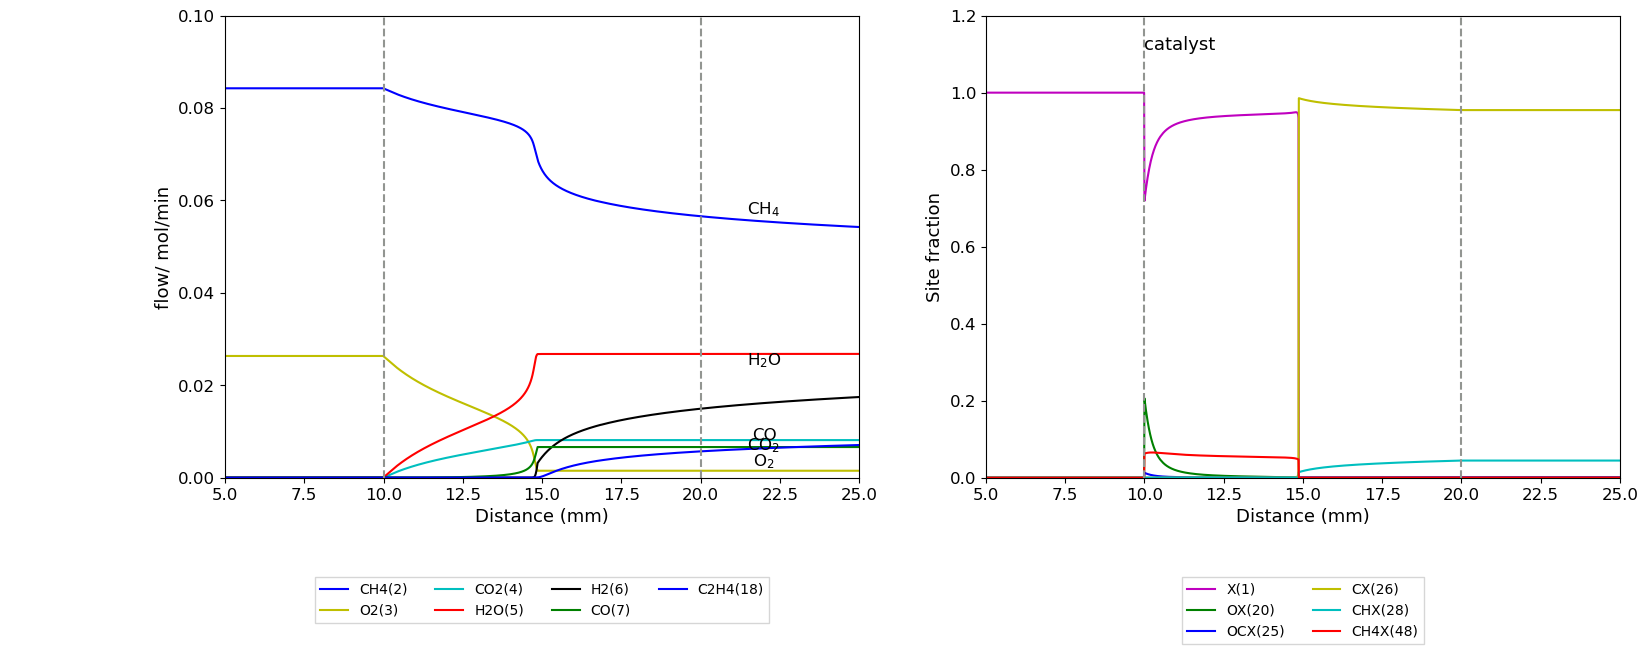 0.10
0.08
0.06
0.04
0.02
0.00
flow/ mol/min
CH4
H2O
CO
CO2
O2
5.0 7.5 10.0 12.5 15.0 17.5 20.0 22.5 25.0
Distance (mm)
CH4(2) CO2(4) H2(6) C2H4(18)
O2(3) H2O(5) CO(7)
1.2
1.0
0.8
0.6
0.4
0.2
0.0
Site fraction
catalyst
5.0 7.5 10.0 12.5 15.0 17.5 20.0 22.5 25.0
Distance (mm)
X(1) CX(26)
OX(20) CHX(28)
OCX(25) CH4X(48)